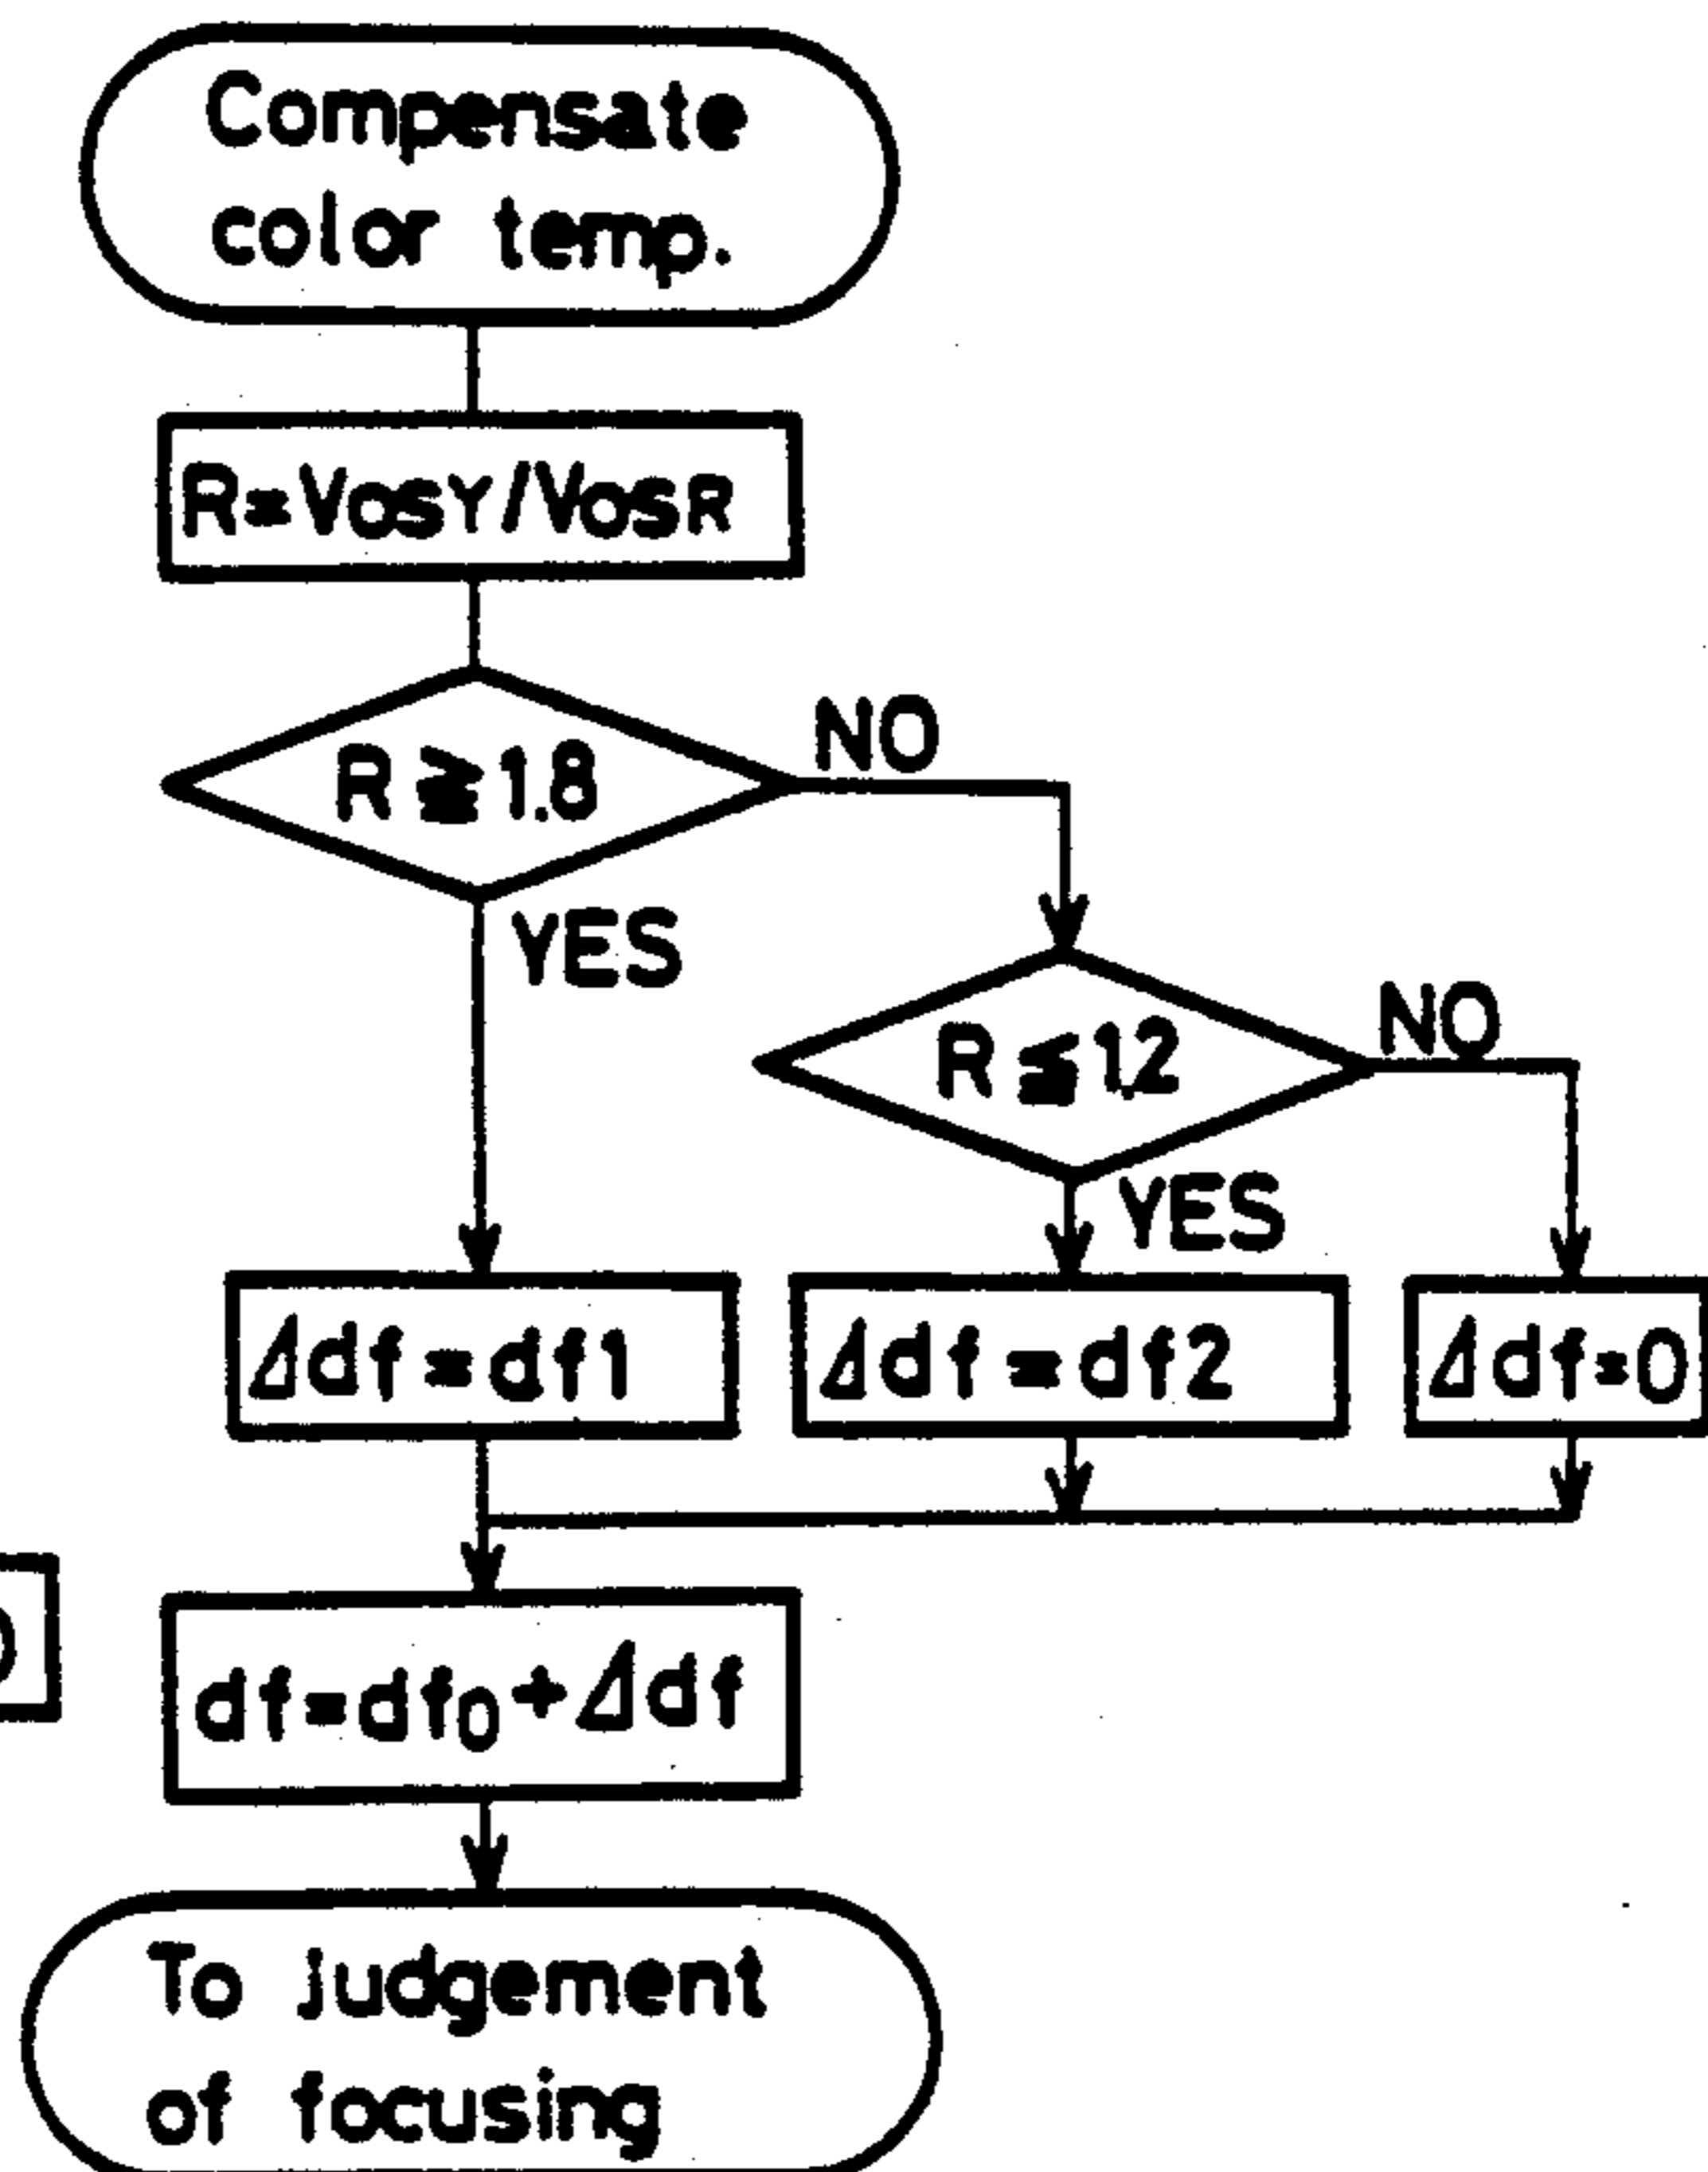 Compensate
color temp.
R=VOSY/VOSR
R≧1.8
NO
YES
R≦1.2
NO
YES
Δdf=df1
Δdf=df2
Δdf=0
df=df₀+Δdf
To judgement
of focusing